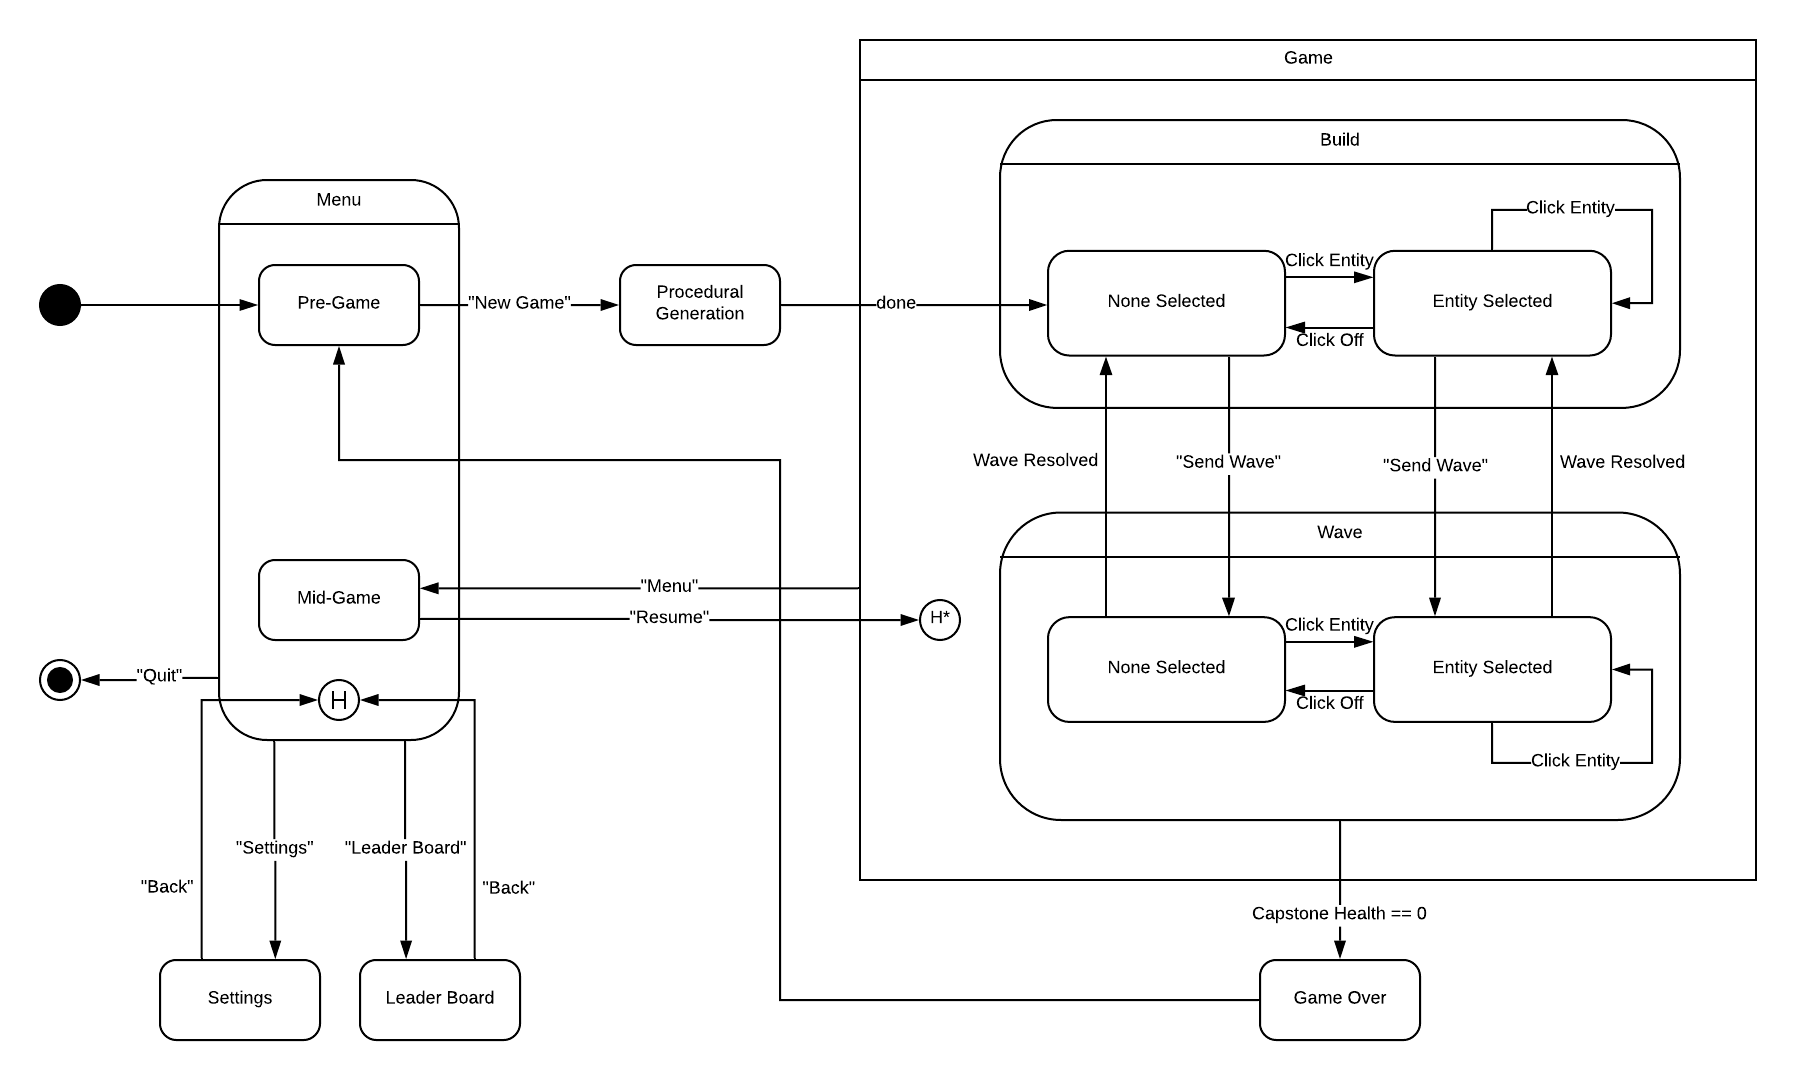 Game
Build
Menu
Click Entity
Pre-Game
"New Game"
Procedural
Generation
done
None Selected
Click Entity
Entity Selected
Click Off
Wave Resolved
"Send Wave"
"Send Wave"
Wave Resolved
Wave
Mid-Game
"Menu"
"Resume"
H*
Click Entity
None Selected
Entity Selected
Click Off
"Quit"
H
Click Entity
"Settings"
"Leader Board"
"Back"
"Back"
Capstone Health == 0
Settings
Leader Board
Game Over